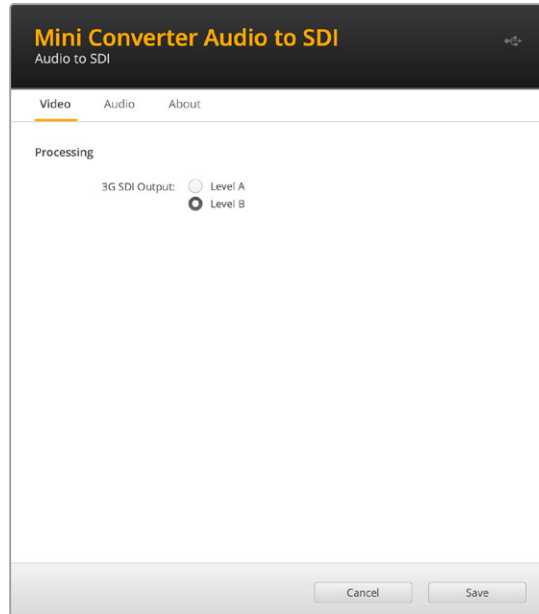 Mini Converter Audio to SDI
Audio to SDI
Video Audio About
Processing
3G SDI Output: Level A
Level B
Cancel Save